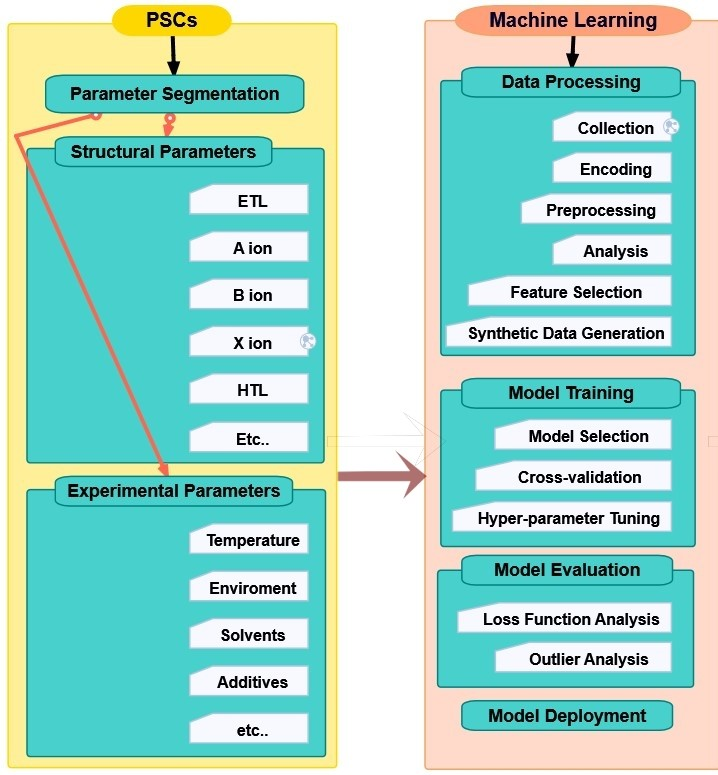 PSCs
Parameter Segmentation
Structural Parameters
ETL
A ion
B ion
X ion
HTL
Etc..
Experimental Parameters
Temperature
Enviroment
Solvents
Additives
etc..
Machine Learning
Data Processing
Collection
Encoding
Preprocessing
Analysis
Feature Selection
Synthetic Data Generation
Model Training
Model Selection
Cross-validation
Hyper-parameter Tuning
Model Evaluation
Loss Function Analysis
Outlier Analysis
Model Deployment